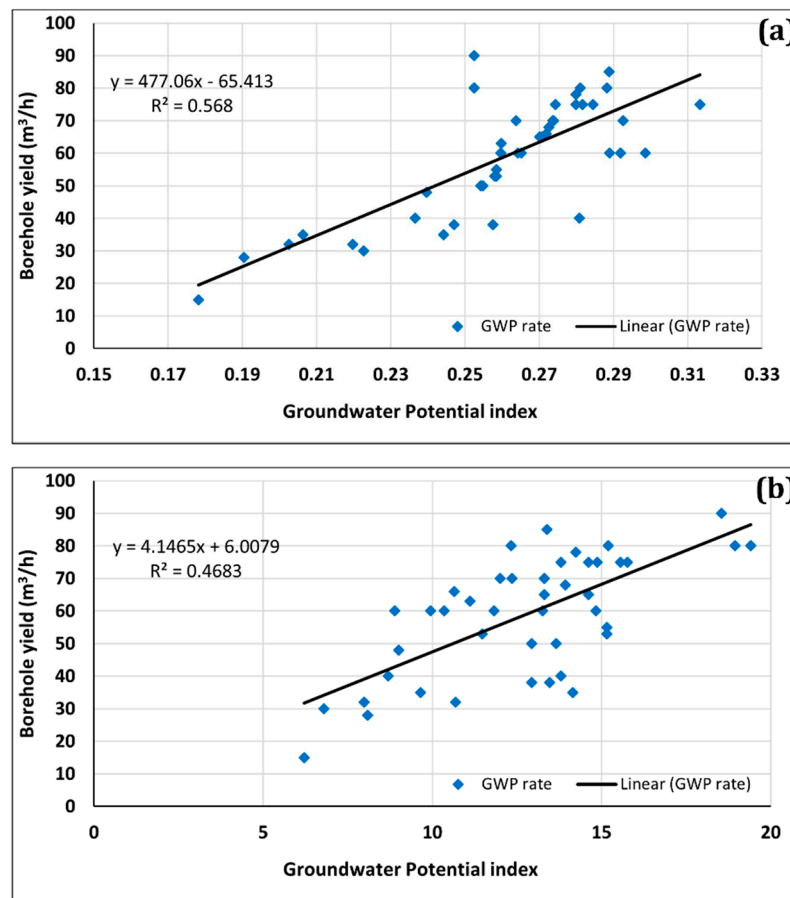 (a)
100
90
80
70
60
50
40
30
20
10
0
Borehole yield (m³/h)
y = 477.06x - 65.413
R² = 0.568
GWP rate
Linear (GWP rate)
0.15 0.17 0.19 0.21 0.23 0.25 0.27 0.29 0.31 0.33
Groundwater Potential index
(b)
100
90
80
70
60
50
40
30
20
10
0
Borehole yield (m³/h)
y = 4.1465x + 6.0079
R² = 0.4683
GWP rate
Linear (GWP rate)
0 5 10 15 20
Groundwater Potential index